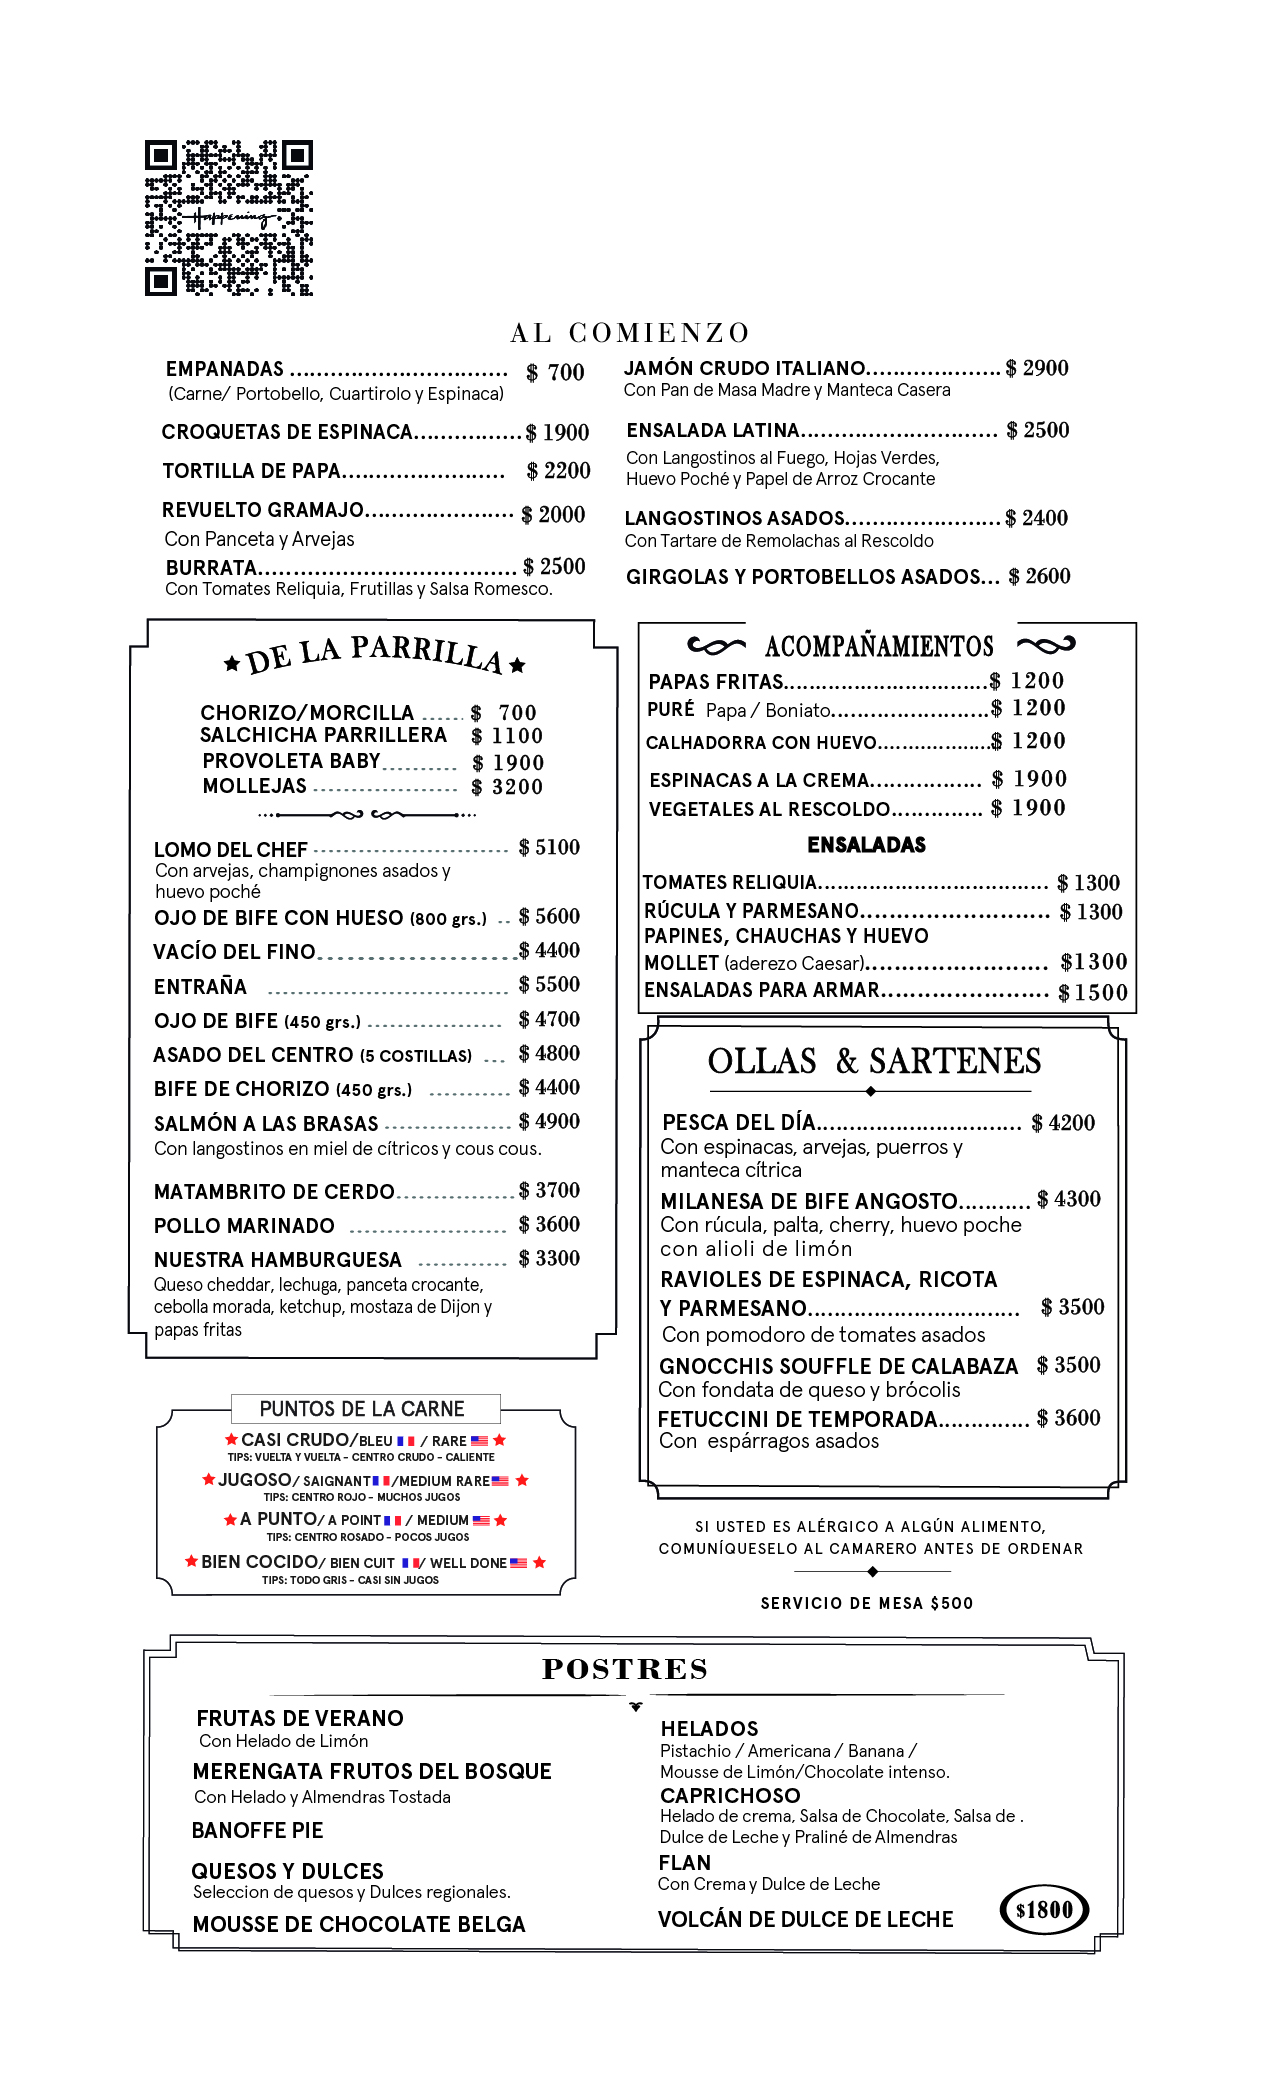 Happening
AL COMIENZO
EMPANADAS ................................ $ 700
(Carne/ Portobello, Cuartirolo y Espinaca)
CROQUETAS DE ESPINACA................$ 1900
TORTILLA DE PAPA........................ $ 2200
REVUELTO GRAMAJO...................... $ 2000
Con Panceta y Arvejas
BURRATA...................................... $ 2500
Con Tomates Reliquia, Frutillas y Salsa Romesco.
JAMÓN CRUDO ITALIANO.................... $ 2900
Con Pan de Masa Madre y Manteca Casera
ENSALADA LATINA............................. $ 2500
Con Langostinos al Fuego, Hojas Verdes,
Huevo Poché y Papel de Arroz Crocante
LANGOSTINOS ASADOS....................... $ 2400
Con Tartare de Remolachas al Rescoldo
GIRGOLAS Y PORTOBELLOS ASADOS... $ 2600
DE LA PARRILLA
CHORIZO/MORCILLA ...... $ 700
SALCHICHA PARRILLERA $ 1100
PROVOLETA BABY........... $ 1900
MOLLEJAS ..................... $ 3200
LOMO DEL CHEF ............................ $ 5100
Con arvejas, champignones asados y
huevo poché
OJO DE BIFE CON HUESO (800 grs.) .. $ 5600
VACÍO DEL FINO.........................$ 4400
ENTRAÑA .................................. $ 5500
OJO DE BIFE (450 grs.) ................... $ 4700
ASADO DEL CENTRO (5 COSTILLAS) ... $ 4800
BIFE DE CHORIZO (450 grs.) ............ $ 4400
SALMÓN A LAS BRASAS .................. $ 4900
Con langostinos en miel de cítricos y cous cous.
MATAMBRITO DE CERDO.................$ 3700
POLLO MARINADO ...................... $ 3600
NUESTRA HAMBURGUESA ............. $ 3300
Queso cheddar, lechuga, panceta crocante,
cebolla morada, ketchup, mostaza de Dijon y
papas fritas
ACOMPAÑAMIENTOS
PAPAS FRITAS................................$ 1200
PURÉ Papa / Boniato.......................$ 1200
CALHADORRA CON HUEVO..................$ 1200
ESPINACAS A LA CREMA................. $ 1900
VEGETALES AL RESCOLDO.............. $ 1900
ENSALADAS
TOMATES RELIQUIA..................................... $ 1300
RÚCULA Y PARMESANO............................ $ 1300
PAPINES, CHAUCHAS Y HUEVO
MOLLET (aderezo Caesar)........................... $1300
ENSALADAS PARA ARMAR......................... $ 1500
OLLAS & SARTENES
PESCA DEL DÍA.............................. $ 4200
Con espinacas, arvejas, puerros y
manteca cítrica
MILANESA DE BIFE ANGOSTO.......... $ 4300
Con rúcula, palta, cherry, huevo poche
con alioli de limón
RAVIOLES DE ESPINACA, RICOTA
Y PARMESANO............................... $ 3500
Con pomodoro de tomates asados
GNOCCHIS SOUFFLE DE CALABAZA $ 3500
Con fondata de queso y brócolis
FETUCCINI DE TEMPORADA............. $ 3600
Con espárragos asados
PUNTOS DE LA CARNE
CASI CRUDO/BLEU / RARE
TIPS: VUELTA Y VUELTA - CENTRO CRUDO - CALIENTE
JUGOSO/ SAIGNANT /MEDIUM RARE
TIPS: CENTRO ROJO - MUCHOS JUGOS
A PUNTO/ A POINT / MEDIUM
TIPS: CENTRO ROSADO - POCOS JUGOS
BIEN COCIDO/ BIEN CUIT / WELL DONE
TIPS: TODO GRIS - CASI SIN JUGOS
SI USTED ES ALÉRGICO A ALGÚN ALIMENTO,
COMUNÍQUESELO AL CAMARERO ANTES DE ORDENAR
SERVICIO DE MESA $500
POSTRES
FRUTAS DE VERANO
Con Helado de Limón
MERENGATA FRUTOS DEL BOSQUE
Con Helado y Almendras Tostada
BANOFFE PIE
QUESOS Y DULCES
Seleccion de quesos y Dulces regionales.
MOUSSE DE CHOCOLATE BELGA
HELADOS
Pistachio / Americana / Banana /
Mousse de Limón/Chocolate intenso.
CAPRICHOSO
Helado de crema, Salsa de Chocolate, Salsa de .
Dulce de Leche y Praliné de Almendras
FLAN
Con Crema y Dulce de Leche
VOLCÁN DE DULCE DE LECHE
$1800